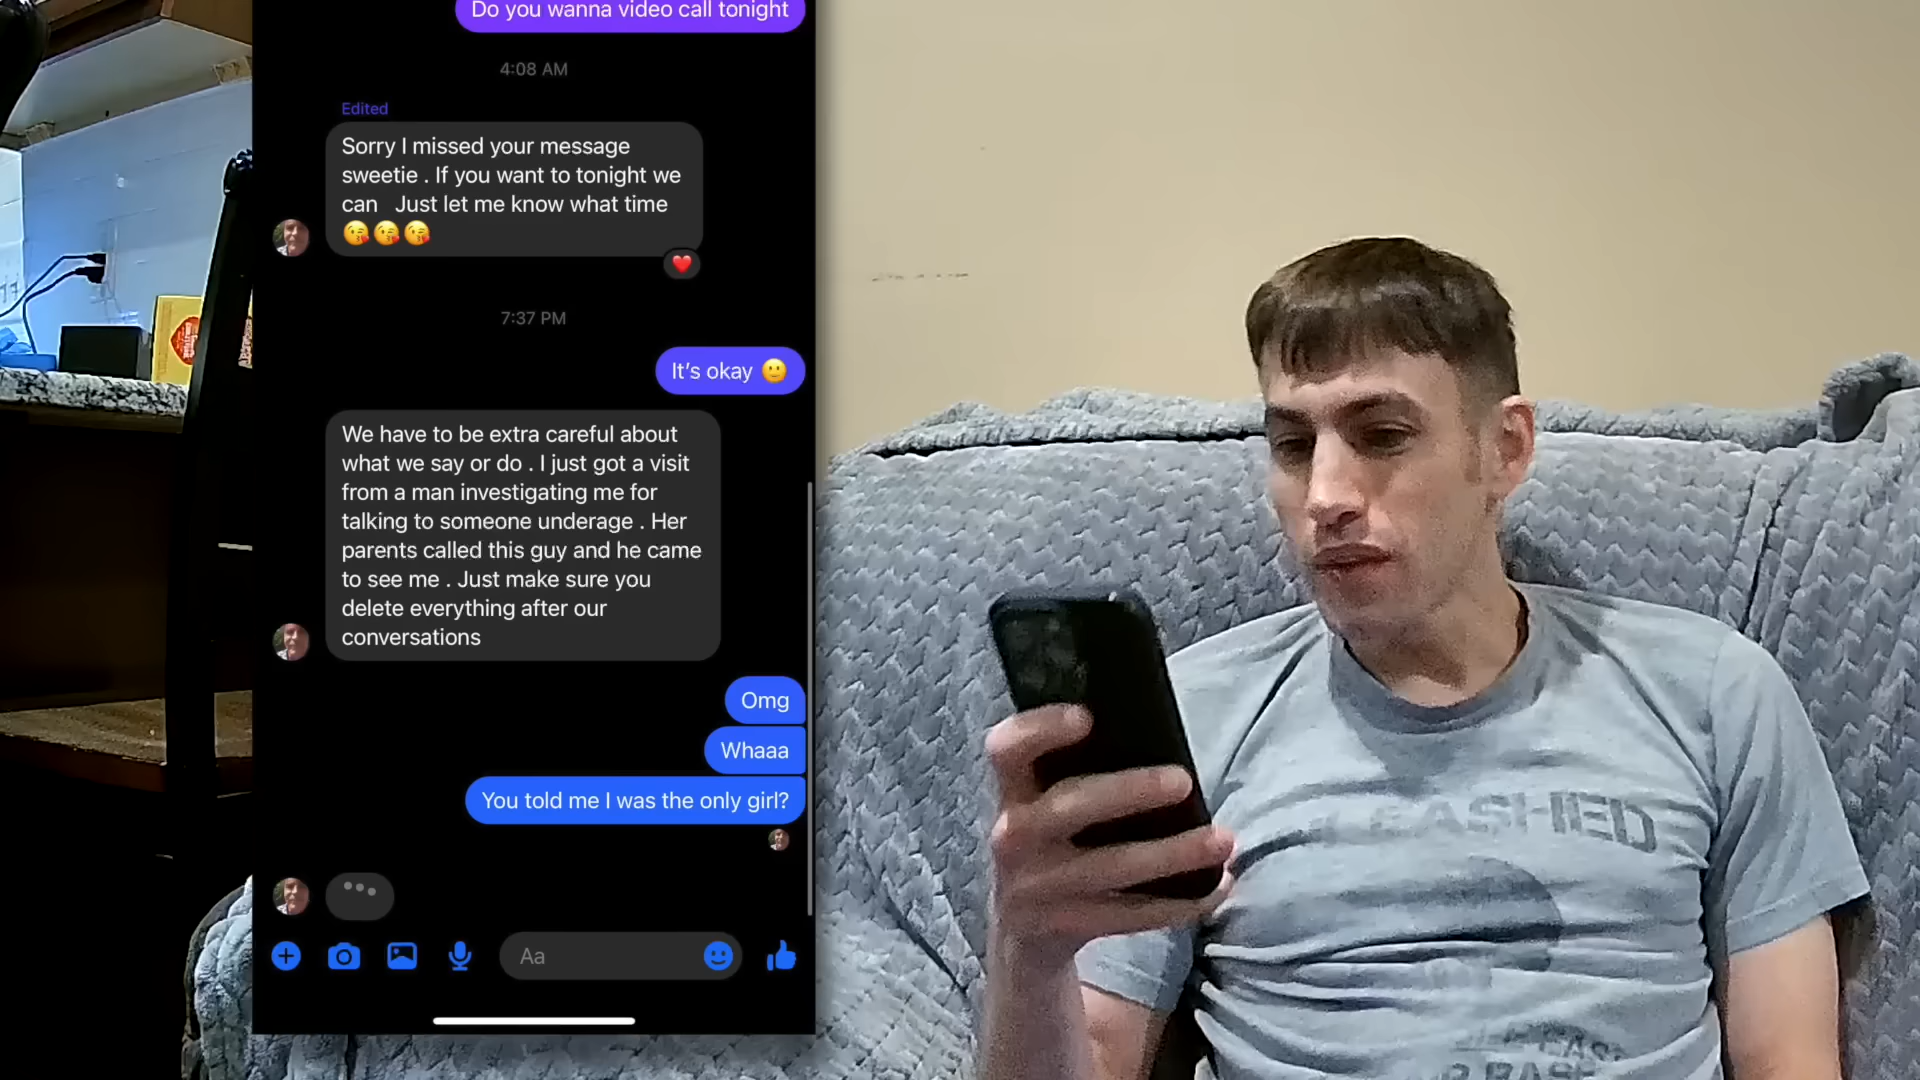 Do you wanna video call tonight
4:08 AM
Edited
Sorry I missed your message
sweetie . If you want to tonight we
can Just let me know what time
😘😘😘
7:37 PM
It's okay 🙂
We have to be extra careful about
what we say or do . I just got a visit
from a man investigating me for
talking to someone underage . Her
parents called this guy and he came
to see me . Just make sure you
delete everything after our
conversations
Omg
Whaaa
You told me I was the only girl?
Aa
LEASHED